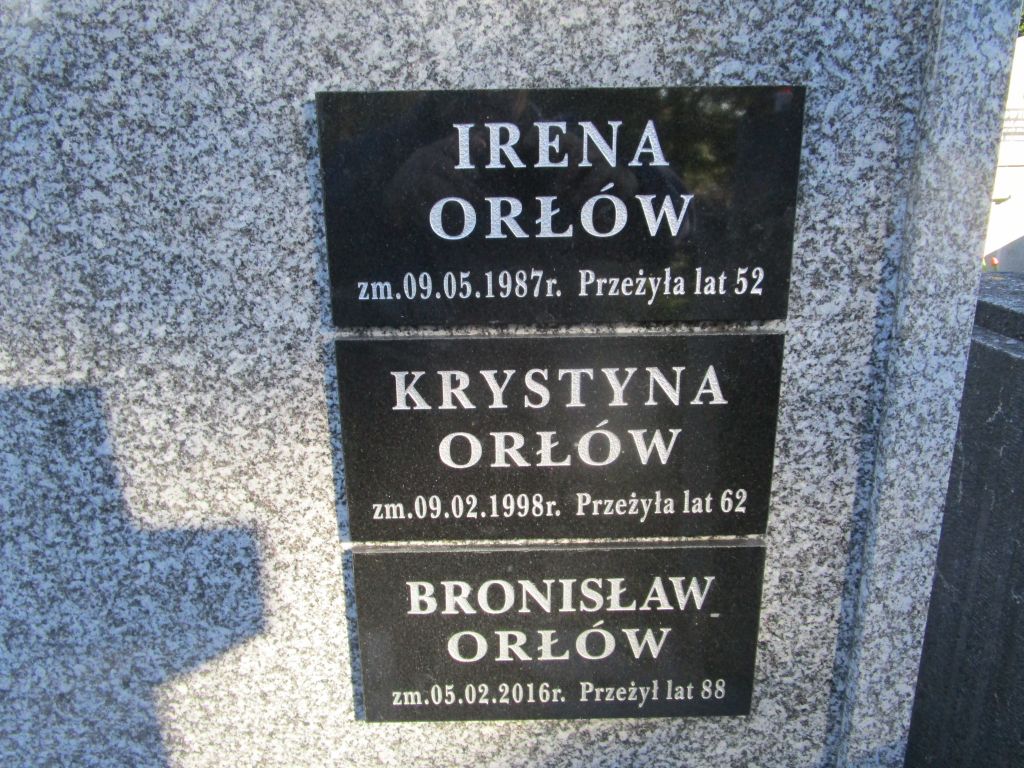 IRENA
ORŁÓW
zm.09.05.1987r. Przeżyła lat 52
KRYSTYNA
ORŁÓW
zm.09.02.1998r. Przeżyła lat 62
BRONISŁAW
ORŁÓW
zm.05.02.2016r. Przeżył lat 88